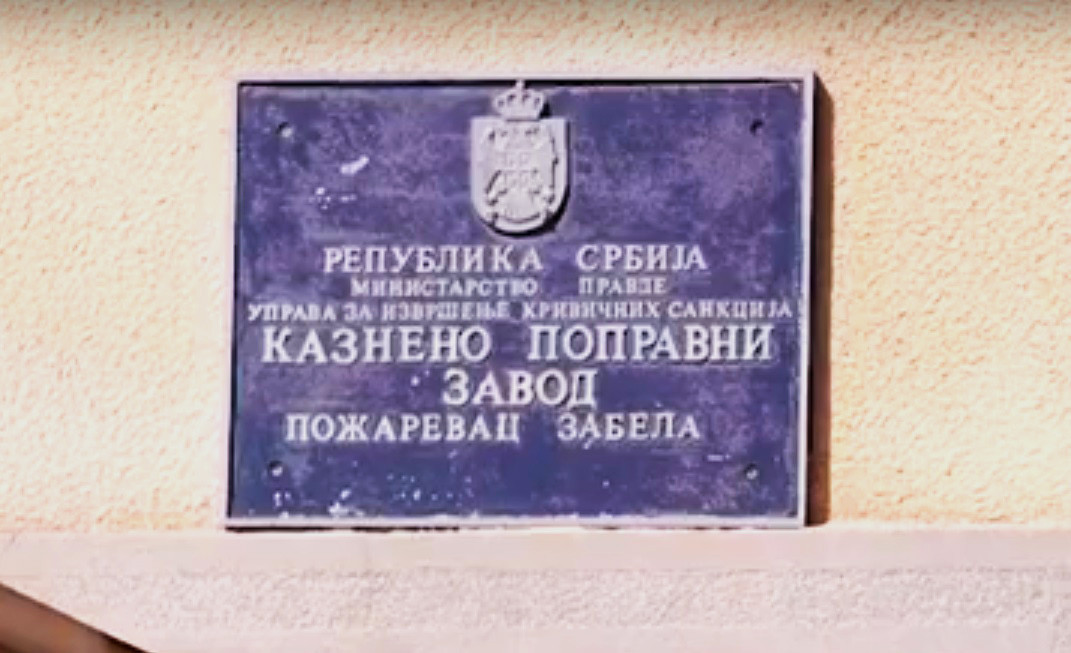 РЕПУБЛИКА СРБИЈА
МИНИСТАРСТВО ПРАВДЕ
УПРАВА ЗА ИЗВРШЕЊЕ КРИВИЧНИХ САНКЦИЈА
КАЗНЕНО ПОПРАВНИ
ЗАВОД
ПОЖАРЕВАЦ ЗАБЕЛА